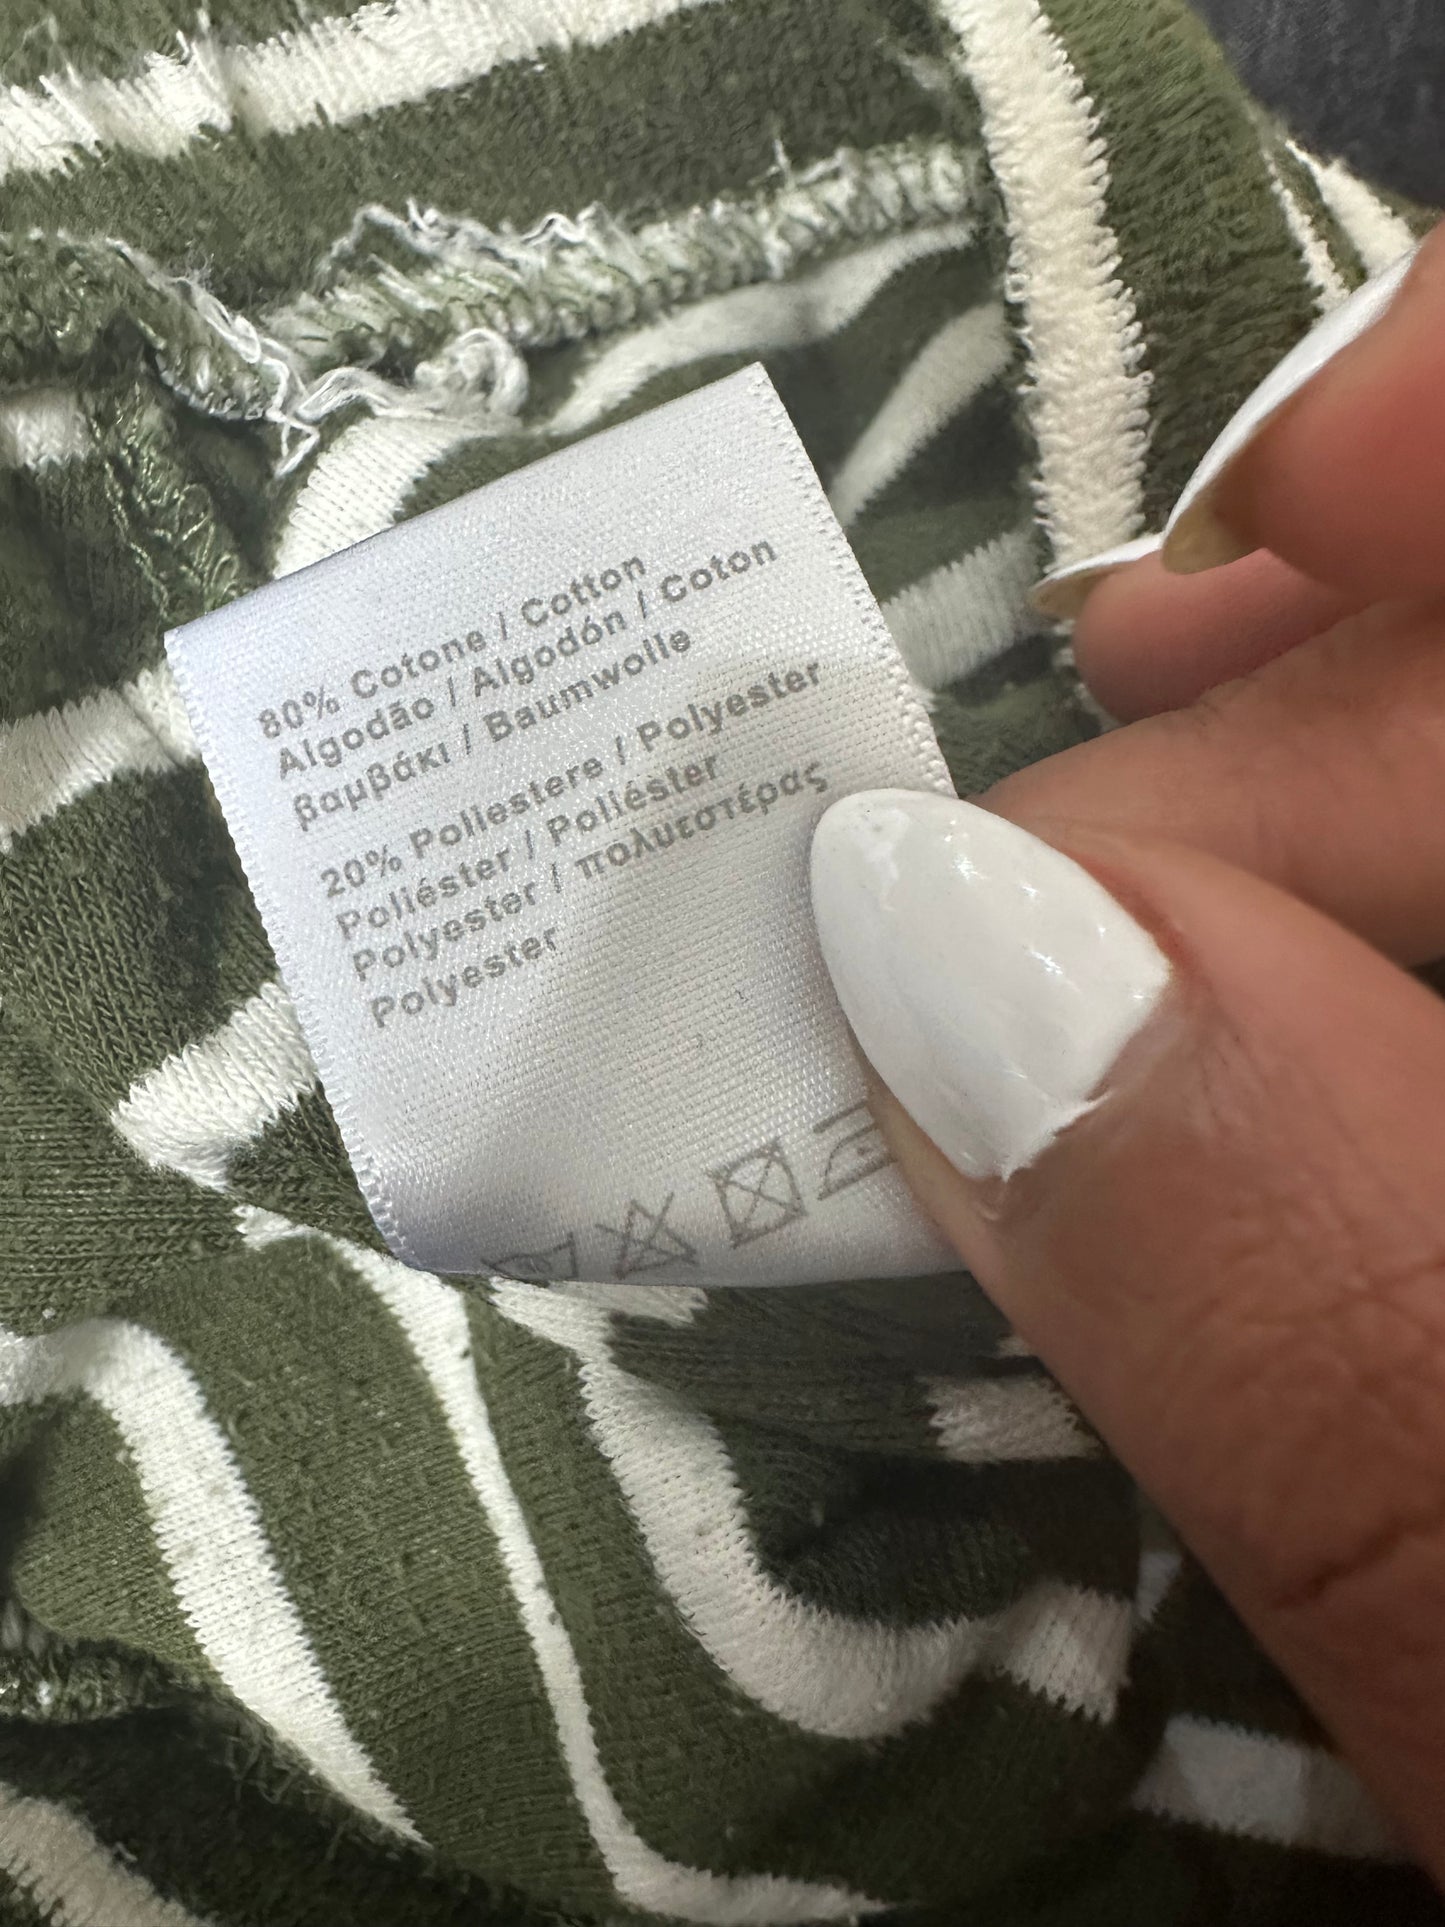 80% Cotone / Cotton
Algodão / Algodón / Coton
βαμβάκι / Baumwolle
20% Poliestere / Polyester
Poliéster / Poliéster
Polyester / πολυεστέρας
Polyester